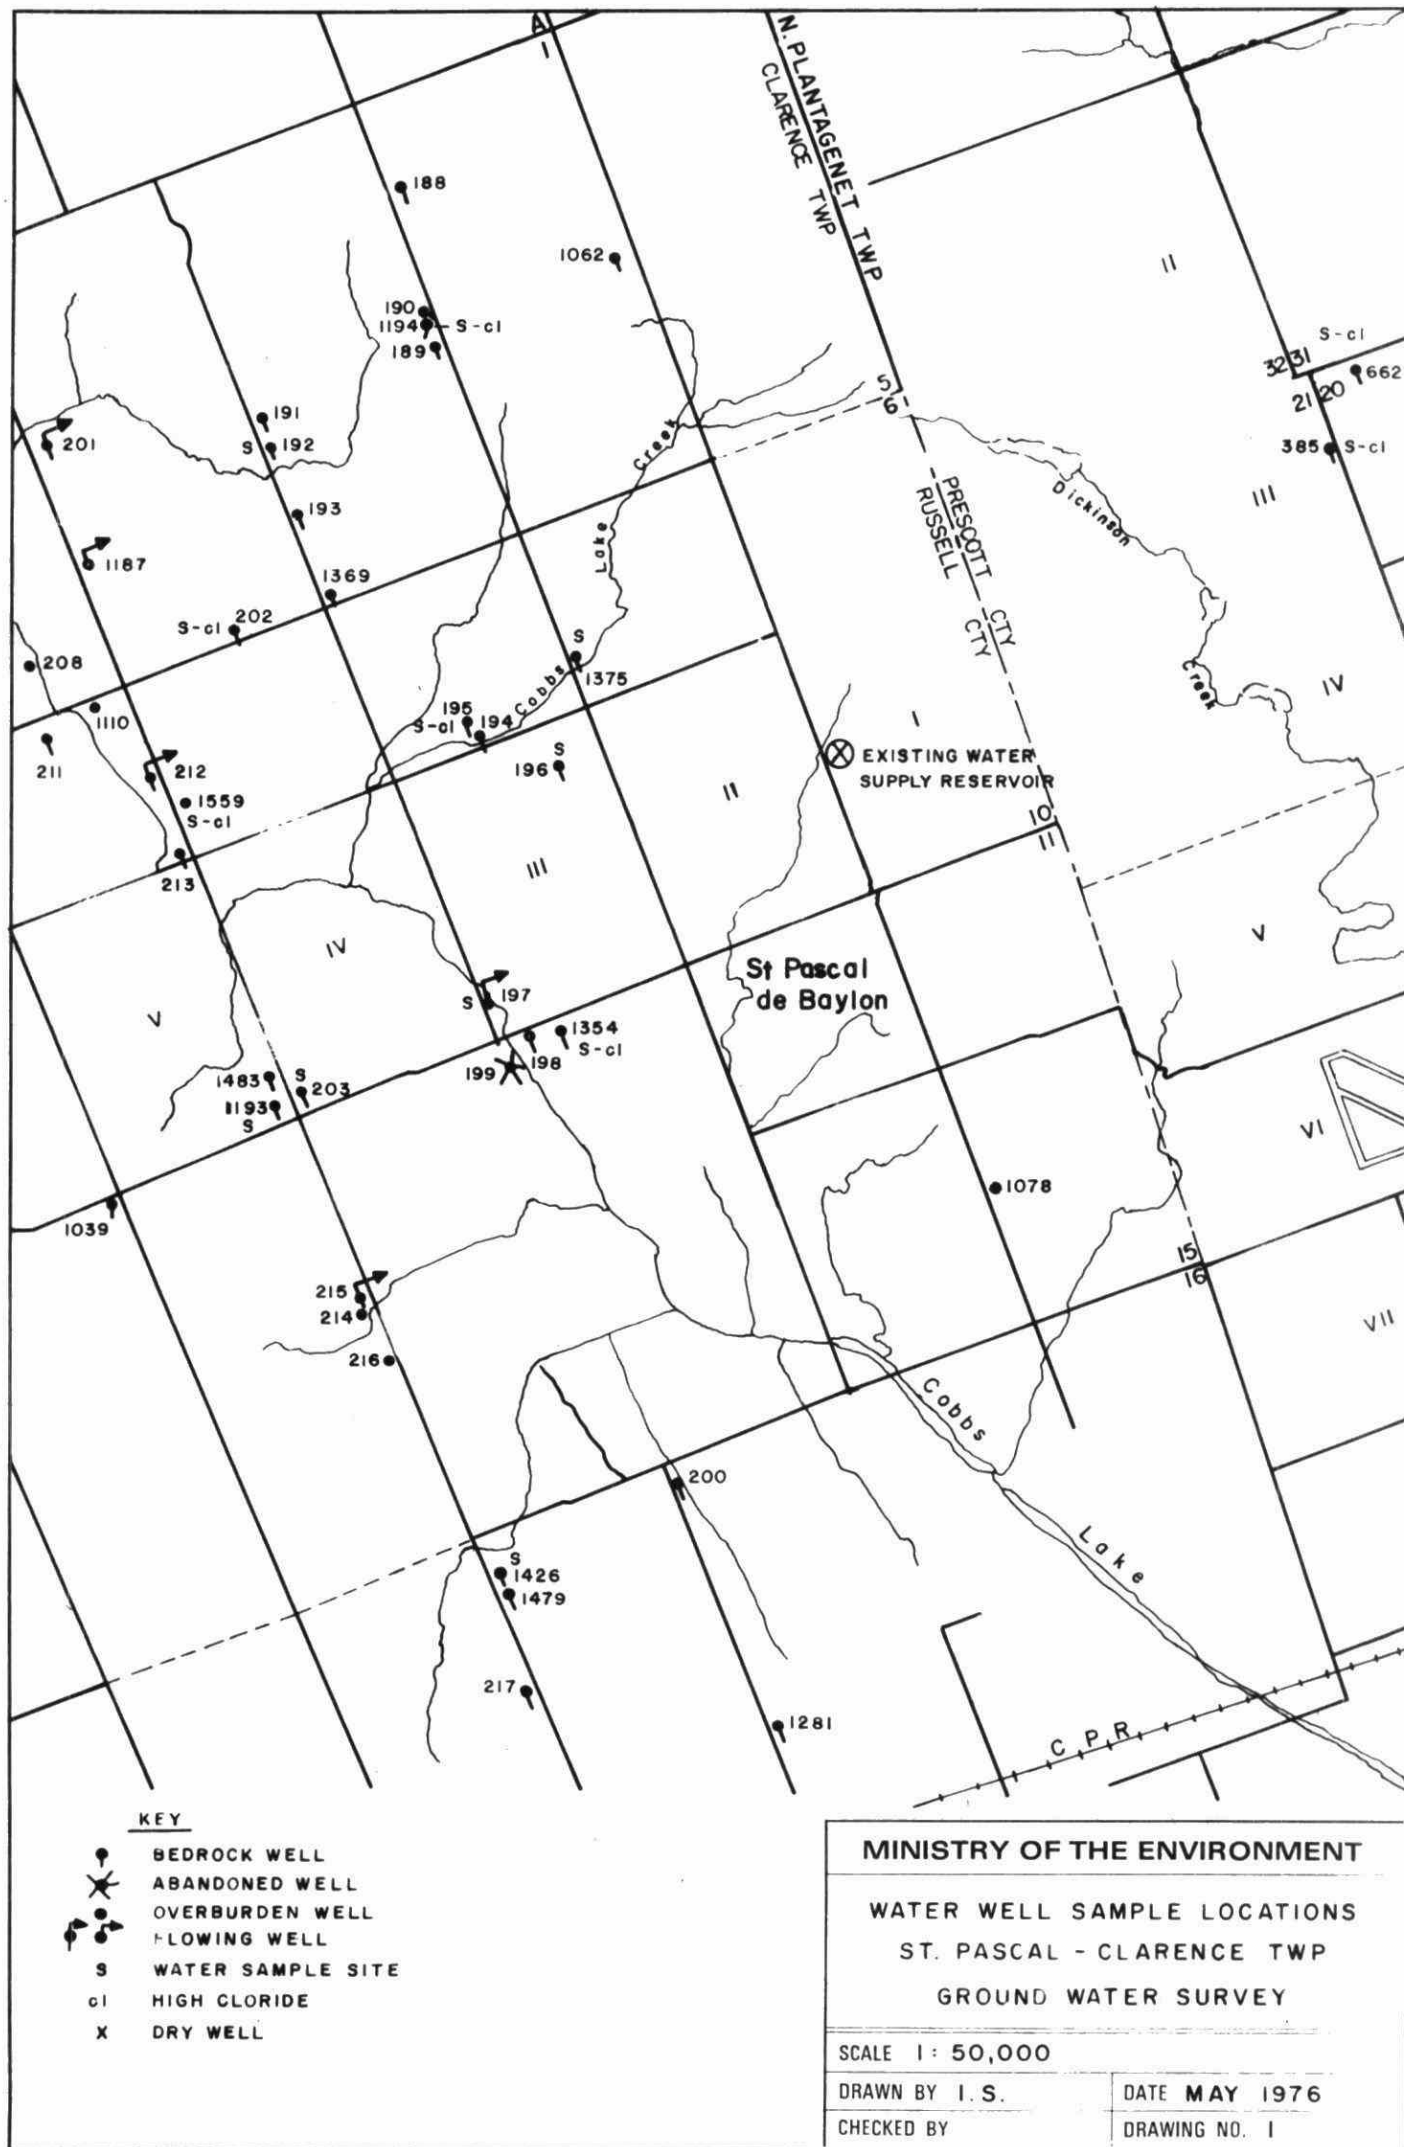 A
I
N. PLANTAGENET TWP
CLARENCE TWP
188
1062
II
190
1194 S-cl
189
S-cl
32 31
662
21 20
5
6
191
S 192
201
385 S-cl
Creek
193
PRESCOTT CTY
RUSSELL CTY
Dickinson
III
1187
Lake
1369
S-cl 202
208
S
1375
Creek
IV
1110
195
S-cl 194
Cobbs
I
211
212
S
196
EXISTING WATER
SUPPLY RESERVOIR
II
1559
S-cl
10
11
213
III
IV
V
St Pascal
de Baylon
V
S 197
1354
S-cl
198
199
1483
S
203
1193
S
VI
1078
1039
15
16
215
214
VII
216
Cobbs
200
Lake
S
1426
1479
217
1281
C P R
KEY
BEDROCK WELL
ABANDONED WELL
OVERBURDEN WELL
FLOWING WELL
S WATER SAMPLE SITE
cl HIGH CLORIDE
X DRY WELL
MINISTRY OF THE ENVIRONMENT
WATER WELL SAMPLE LOCATIONS
ST. PASCAL - CLARENCE TWP
GROUND WATER SURVEY
SCALE 1 : 50,000
DRAWN BY I. S.
DATE MAY 1976
CHECKED BY
DRAWING NO. 1